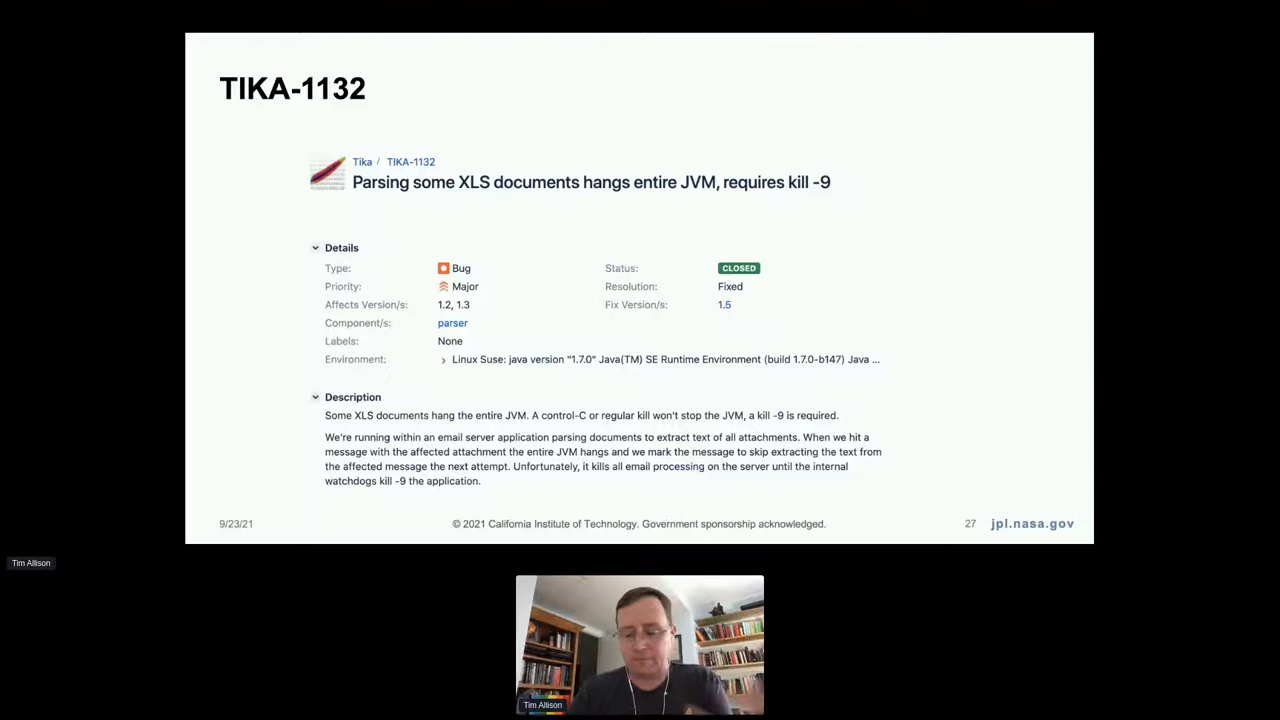 TIKA-1132
Tika / TIKA-1132
Parsing some XLS documents hangs entire JVM, requires kill -9
Details
Type: Bug Status: CLOSED
Priority: Major Resolution: Fixed
Affects Version/s: 1.2, 1.3 Fix Version/s: 1.5
Component/s: parser
Labels: None
Environment: Linux Suse: java version "1.7.0" Java(TM) SE Runtime Environment (build 1.7.0-b147) Java ...
Description
Some XLS documents hang the entire JVM. A control-C or regular kill won't stop the JVM, a kill -9 is required.
We're running within an email server application parsing documents to extract text of all attachments. When we hit a
message with the affected attachment the entire JVM hangs and we mark the message to skip extracting the text from
the affected message the next attempt. Unfortunately, it kills all email processing on the server until the internal
watchdogs kill -9 the application.
9/23/21 © 2021 California Institute of Technology. Government sponsorship acknowledged. 27 jpl.nasa.gov
Tim Allison
Tim Allison